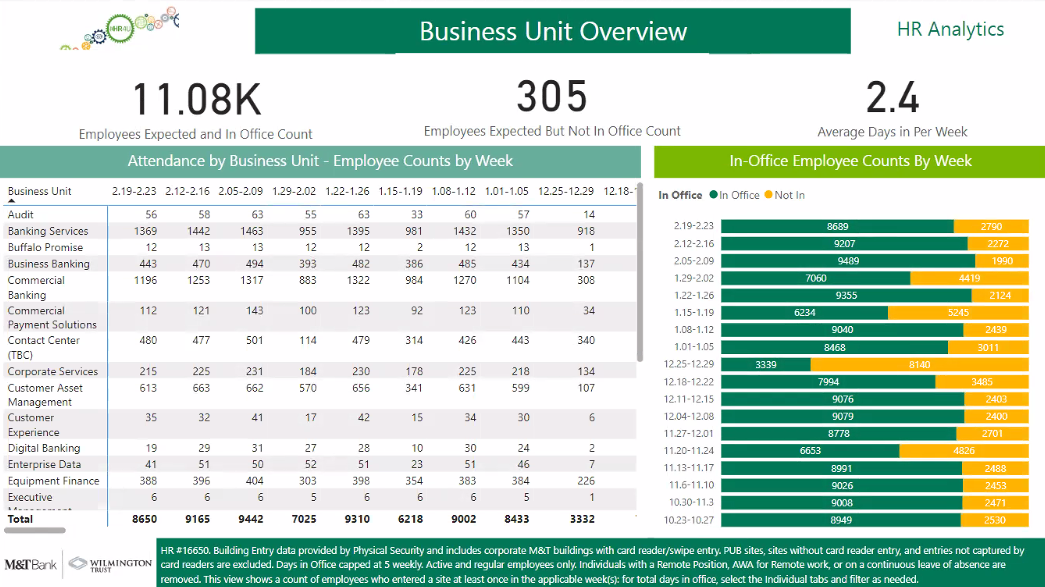 HR4U
Business Unit Overview
HR Analytics
11.08K
Employees Expected and In Office Count
305
Employees Expected But Not In Office Count
2.4
Average Days in Per Week
Attendance by Business Unit - Employee Counts by Week
Business Unit 2.19-2.23 2.12-2.16 2.05-2.09 1.29-2.02 1.22-1.26 1.15-1.19 1.08-1.12 1.01-1.05 12.25-12.29 12.18-
Audit 56 58 63 55 63 33 60 57 14
Banking Services 1369 1442 1463 955 1395 981 1432 1350 918
Buffalo Promise 12 13 13 12 12 2 12 13 1
Business Banking 443 470 494 393 482 386 485 434 137
Commercial 1196 1253 1317 883 1322 984 1270 1104 308
Banking
Commercial 112 121 143 100 123 92 123 110 34
Payment Solutions
Contact Center 480 477 501 114 479 314 426 443 340
(TBC)
Corporate Services 215 225 231 184 230 178 225 218 134
Customer Asset 613 663 662 570 656 341 631 599 107
Management
Customer 35 32 41 17 42 15 34 30 6
Experience
Digital Banking 19 29 31 27 28 10 30 24 2
Enterprise Data 41 51 50 52 51 23 51 46 7
Equipment Finance 388 396 404 303 398 354 383 384 226
Executive 6 6 6 5 6 6 6 5 1
Total 8650 9165 9442 7025 9310 6218 9002 8433 3332
In-Office Employee Counts By Week
In Office In Office Not In
2.19-2.23 8689 2790
2.12-2.16 9207 2272
2.05-2.09 9489 1990
1.29-2.02 7060 4419
1.22-1.26 9355 2124
1.15-1.19 6234 5245
1.08-1.12 9040 2439
1.01-1.05 8468 3011
12.25-12.29 3339 8140
12.18-12.22 7994 3485
12.11-12.15 9076 2403
12.04-12.08 9079 2400
11.27-12.01 8778 2701
11.20-11.24 6653 4826
11.13-11.17 8991 2488
11.6-11.10 9026 2453
10.30-11.3 9008 2471
10.23-10.27 8949 2530
M&T Bank
WILMINGTON
TRUST
HR #16650. Building Entry data provided by Physical Security and includes corporate M&T buildings with card reader/swipe entry. PUB sites, sites without card reader entry, and entries not captured by
card readers are excluded. Days in Office capped at 5 weekly. Active and regular employees only. Individuals with a Remote Position, AWA for Remote work, or on a continuous leave of absence are
removed. This view shows a count of employees who entered a site at least once in the applicable week(s): for total days in office, select the Individual tabs and filter as needed.